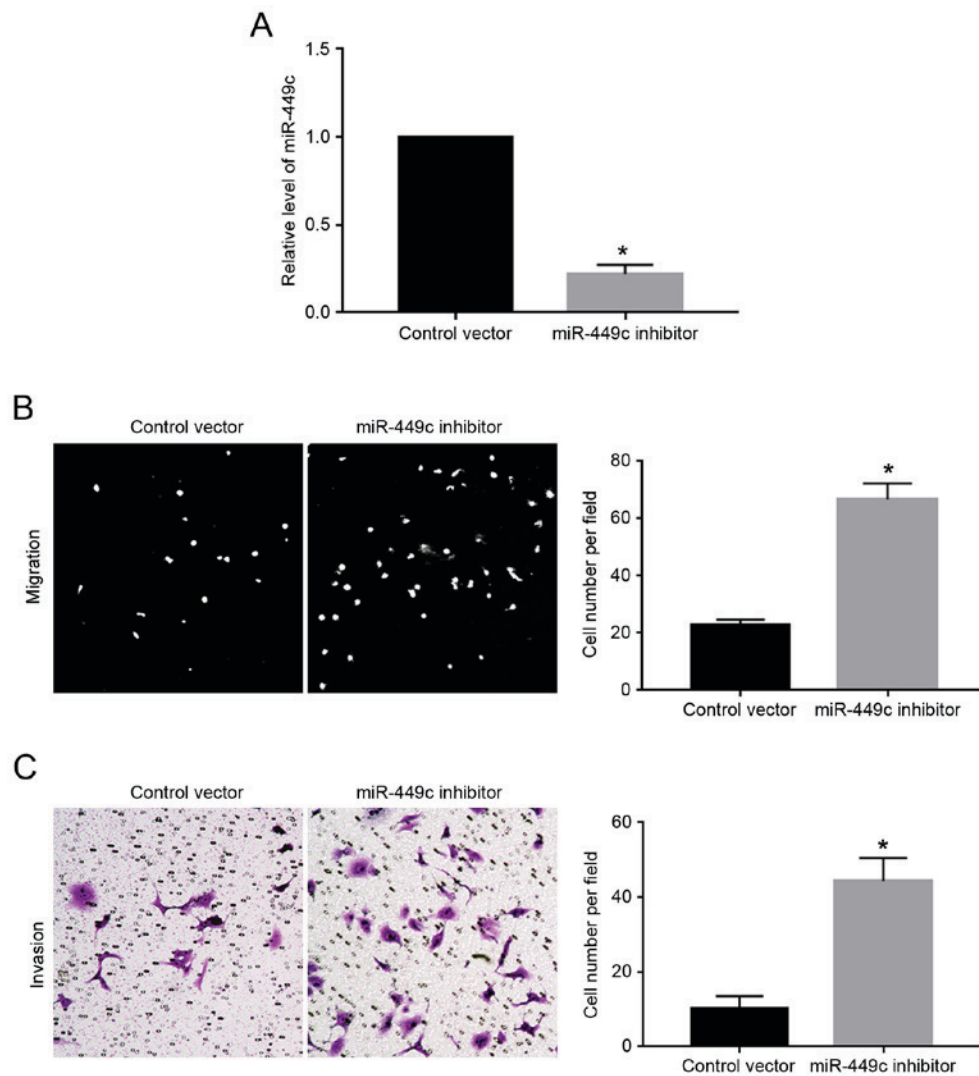 A
Relative level of miR-449c
1.5
1.0
0.5
0.0
*
Control vector
miR-449c inhibitor
B
Control vector
miR-449c inhibitor
Migration
Cell number per field
80
60
40
20
0
*
Control vector
miR-449c inhibitor
C
Control vector
miR-449c inhibitor
Invasion
Cell number per field
60
40
20
0
*
Control vector
miR-449c inhibitor